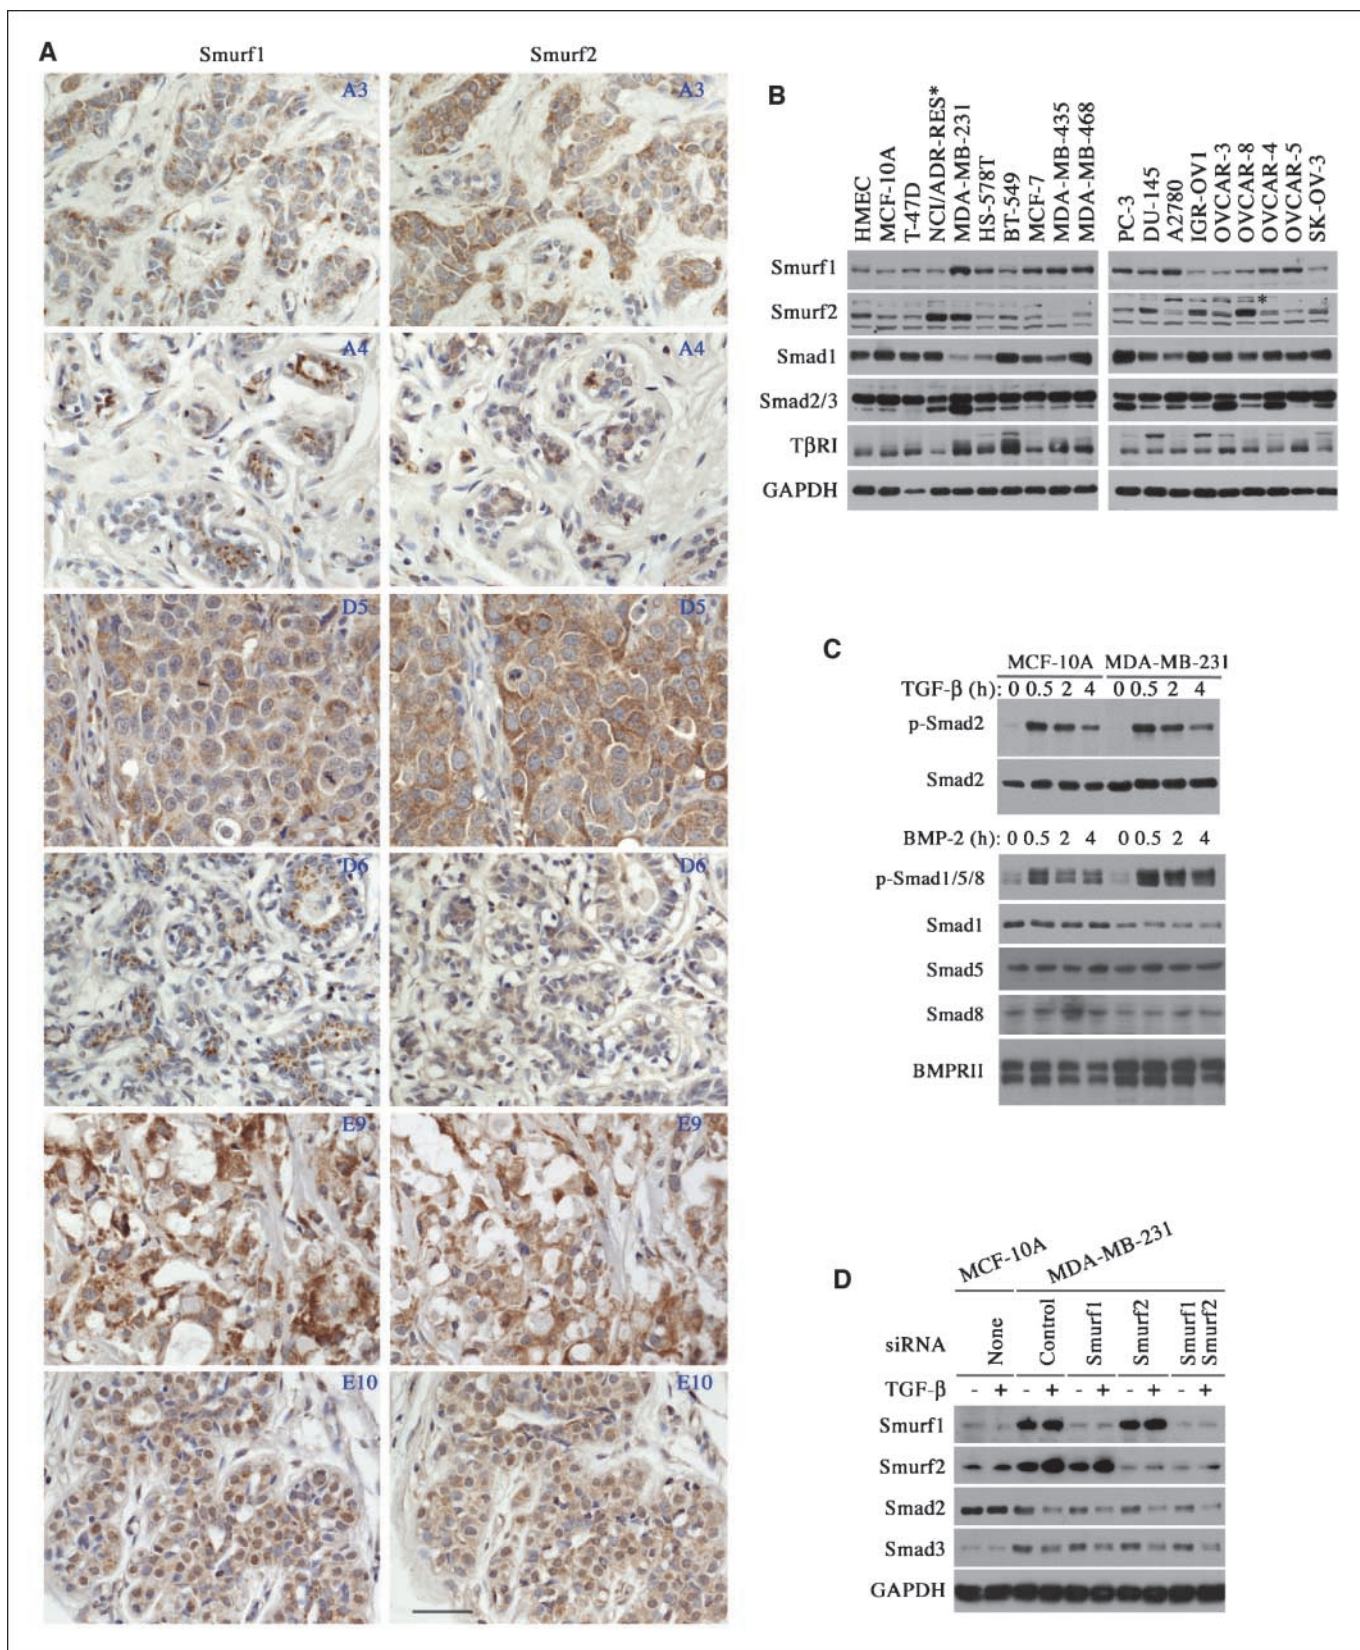 A
Smurf1 Smurf2
A3 A3
A4 A4
D5 D5
D6 D6
E9 E9
E10 E10
B
HMEC
MCF-10A
T-47D
NCI/ADR-RES*
MDA-MB-231
HS-578T
BT-549
MCF-7
MDA-MB-435
MDA-MB-468
PC-3
DU-145
A2780
IGR-OV1
OVCAR-3
OVCAR-8
OVCAR-4
OVCAR-5
SK-OV-3
Smurf1
Smurf2 *
Smad1
Smad2/3
TβRI
GAPDH
C
MCF-10A MDA-MB-231
TGF-β (h): 0 0.5 2 4 0 0.5 2 4
p-Smad2
Smad2
BMP-2 (h): 0 0.5 2 4 0 0.5 2 4
p-Smad1/5/8
Smad1
Smad5
Smad8
BMPRII
D
MCF-10A
MDA-MB-231
siRNA
None
Control
Smurf1
Smurf2
Smurf1
Smurf2
TGF-β - + - + - + - + - +
Smurf1
Smurf2
Smad2
Smad3
GAPDH